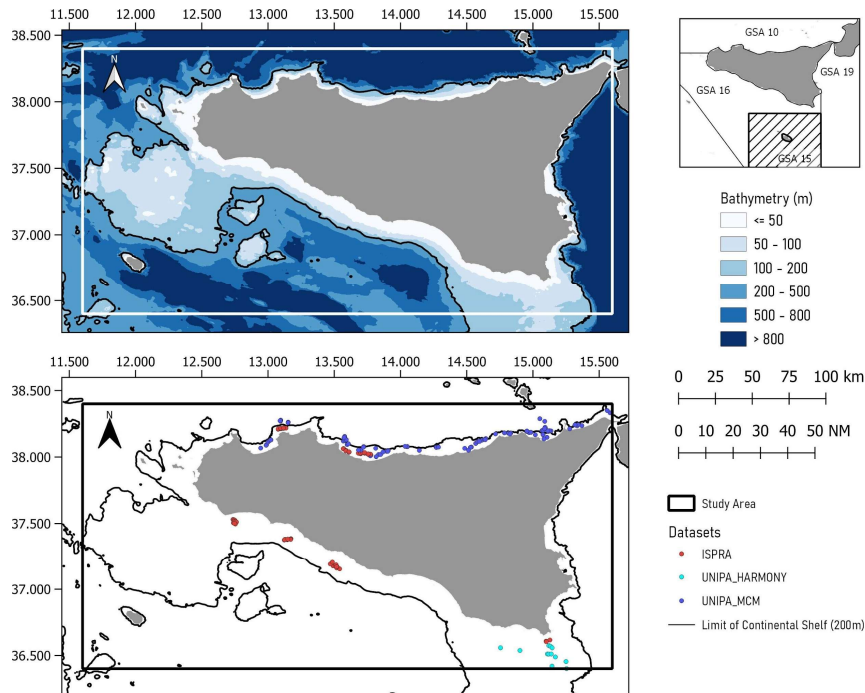 11.500 12.000 12.500 13.000 13.500 14.000 14.500 15.000 15.500
38.500
38.000
37.500
37.000
36.500
N
GSA 10
GSA 19
GSA 16
GSA 15
Bathymetry (m)
<= 50
50 - 100
100 - 200
200 - 500
500 - 800
> 800
0 25 50 75 100 km
0 10 20 30 40 50 NM
11.500 12.000 12.500 13.000 13.500 14.000 14.500 15.000 15.500
38.500
38.000
37.500
37.000
36.500
N
Study Area
Datasets
ISPRA
UNIPA_HARMONY
UNIPA_MCM
Limit of Continental Shelf (200m)